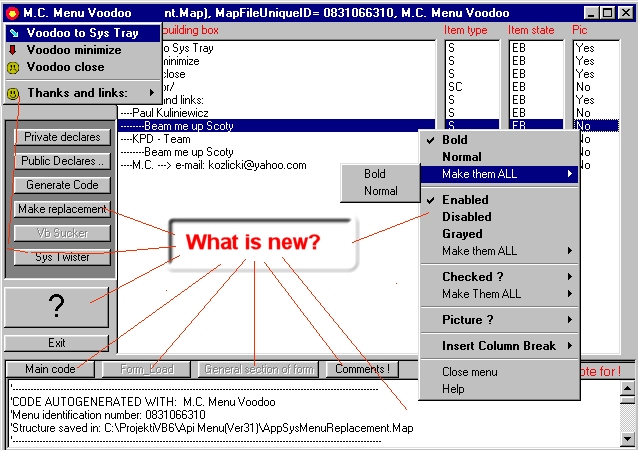 M.C. Menu Voodoo
nt.Map), MapFileUniqueID= 0831066310, M.C. Menu Voodoo
Voodoo to Sys Tray
Voodoo minimize
Voodoo close
Thanks and links:
building box
Item type
Item state
Pic
to Sys Tray S EB Yes
minimize S EB Yes
close S EB Yes
or/ SC EB No
and links: S EB Yes
----Paul Kuliniewicz S EB No
--------Beam me up Scoty S EB No
----KPD - Team No
--------Beam me up Scoty No
----M.C. ---> e-mail: kozlicki@yahoo.com No
Private declares
Public Declares ..
Generate Code
Make replacement
Vb Sucker
Sys Twister
?
Exit
What is new?
Bold
Normal
Bold
Normal
Make them ALL
Enabled
Disabled
Grayed
Make them ALL
Checked ?
Make Them ALL
Picture ?
Insert Column Break
Close menu
Help
Main code
Form_Load
General section of form
Comments !
ote for !
'CODE AUTOGENERATED WITH: M.C. Menu Voodoo
'Menu identification number: 0831066310
'Structure saved in: C:\ProjektiVB6\Api Menu(Ver31)\AppSysMenuReplacement.Map